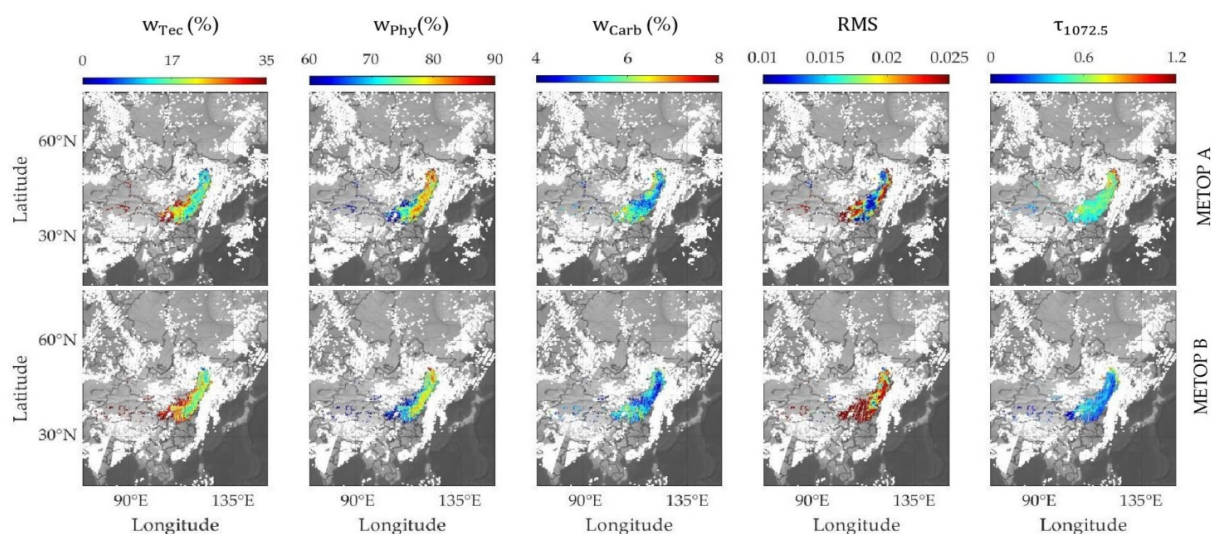 w_Tec (%) w_Phy(%) w_Carb (%) RMS τ_1072.5
0 17 35 60 70 80 90 4 6 8 0.01 0.015 0.02 0.025 0 0.6 1.2
60°N
30°N
Latitude
METOP A
60°N
30°N
Latitude
METOP B
90°E 135°E 90°E 135°E 90°E 135°E 90°E 135°E 90°E 135°E
Longitude Longitude Longitude Longitude Longitude